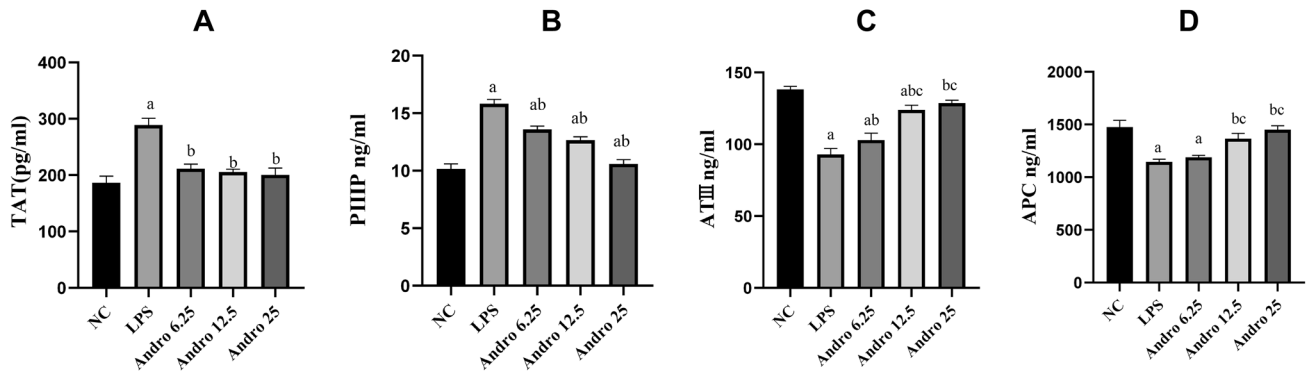 A
TAT(pg/ml)
400
300
200
100
0
a
b
b
b
NC
LPS
Andro 6.25
Andro 12.5
Andro 25
B
PIIIP ng/ml
20
15
10
5
0
a
ab
ab
ab
NC
LPS
Andro 6.25
Andro 12.5
Andro 25
C
ATⅢ ng/ml
150
100
50
0
a
ab
abc
bc
NC
LPS
Andro 6.25
Andro 12.5
Andro 25
D
APC ng/ml
2000
1500
1000
500
0
a
a
bc
bc
NC
LPS
Andro 6.25
Andro 12.5
Andro 25